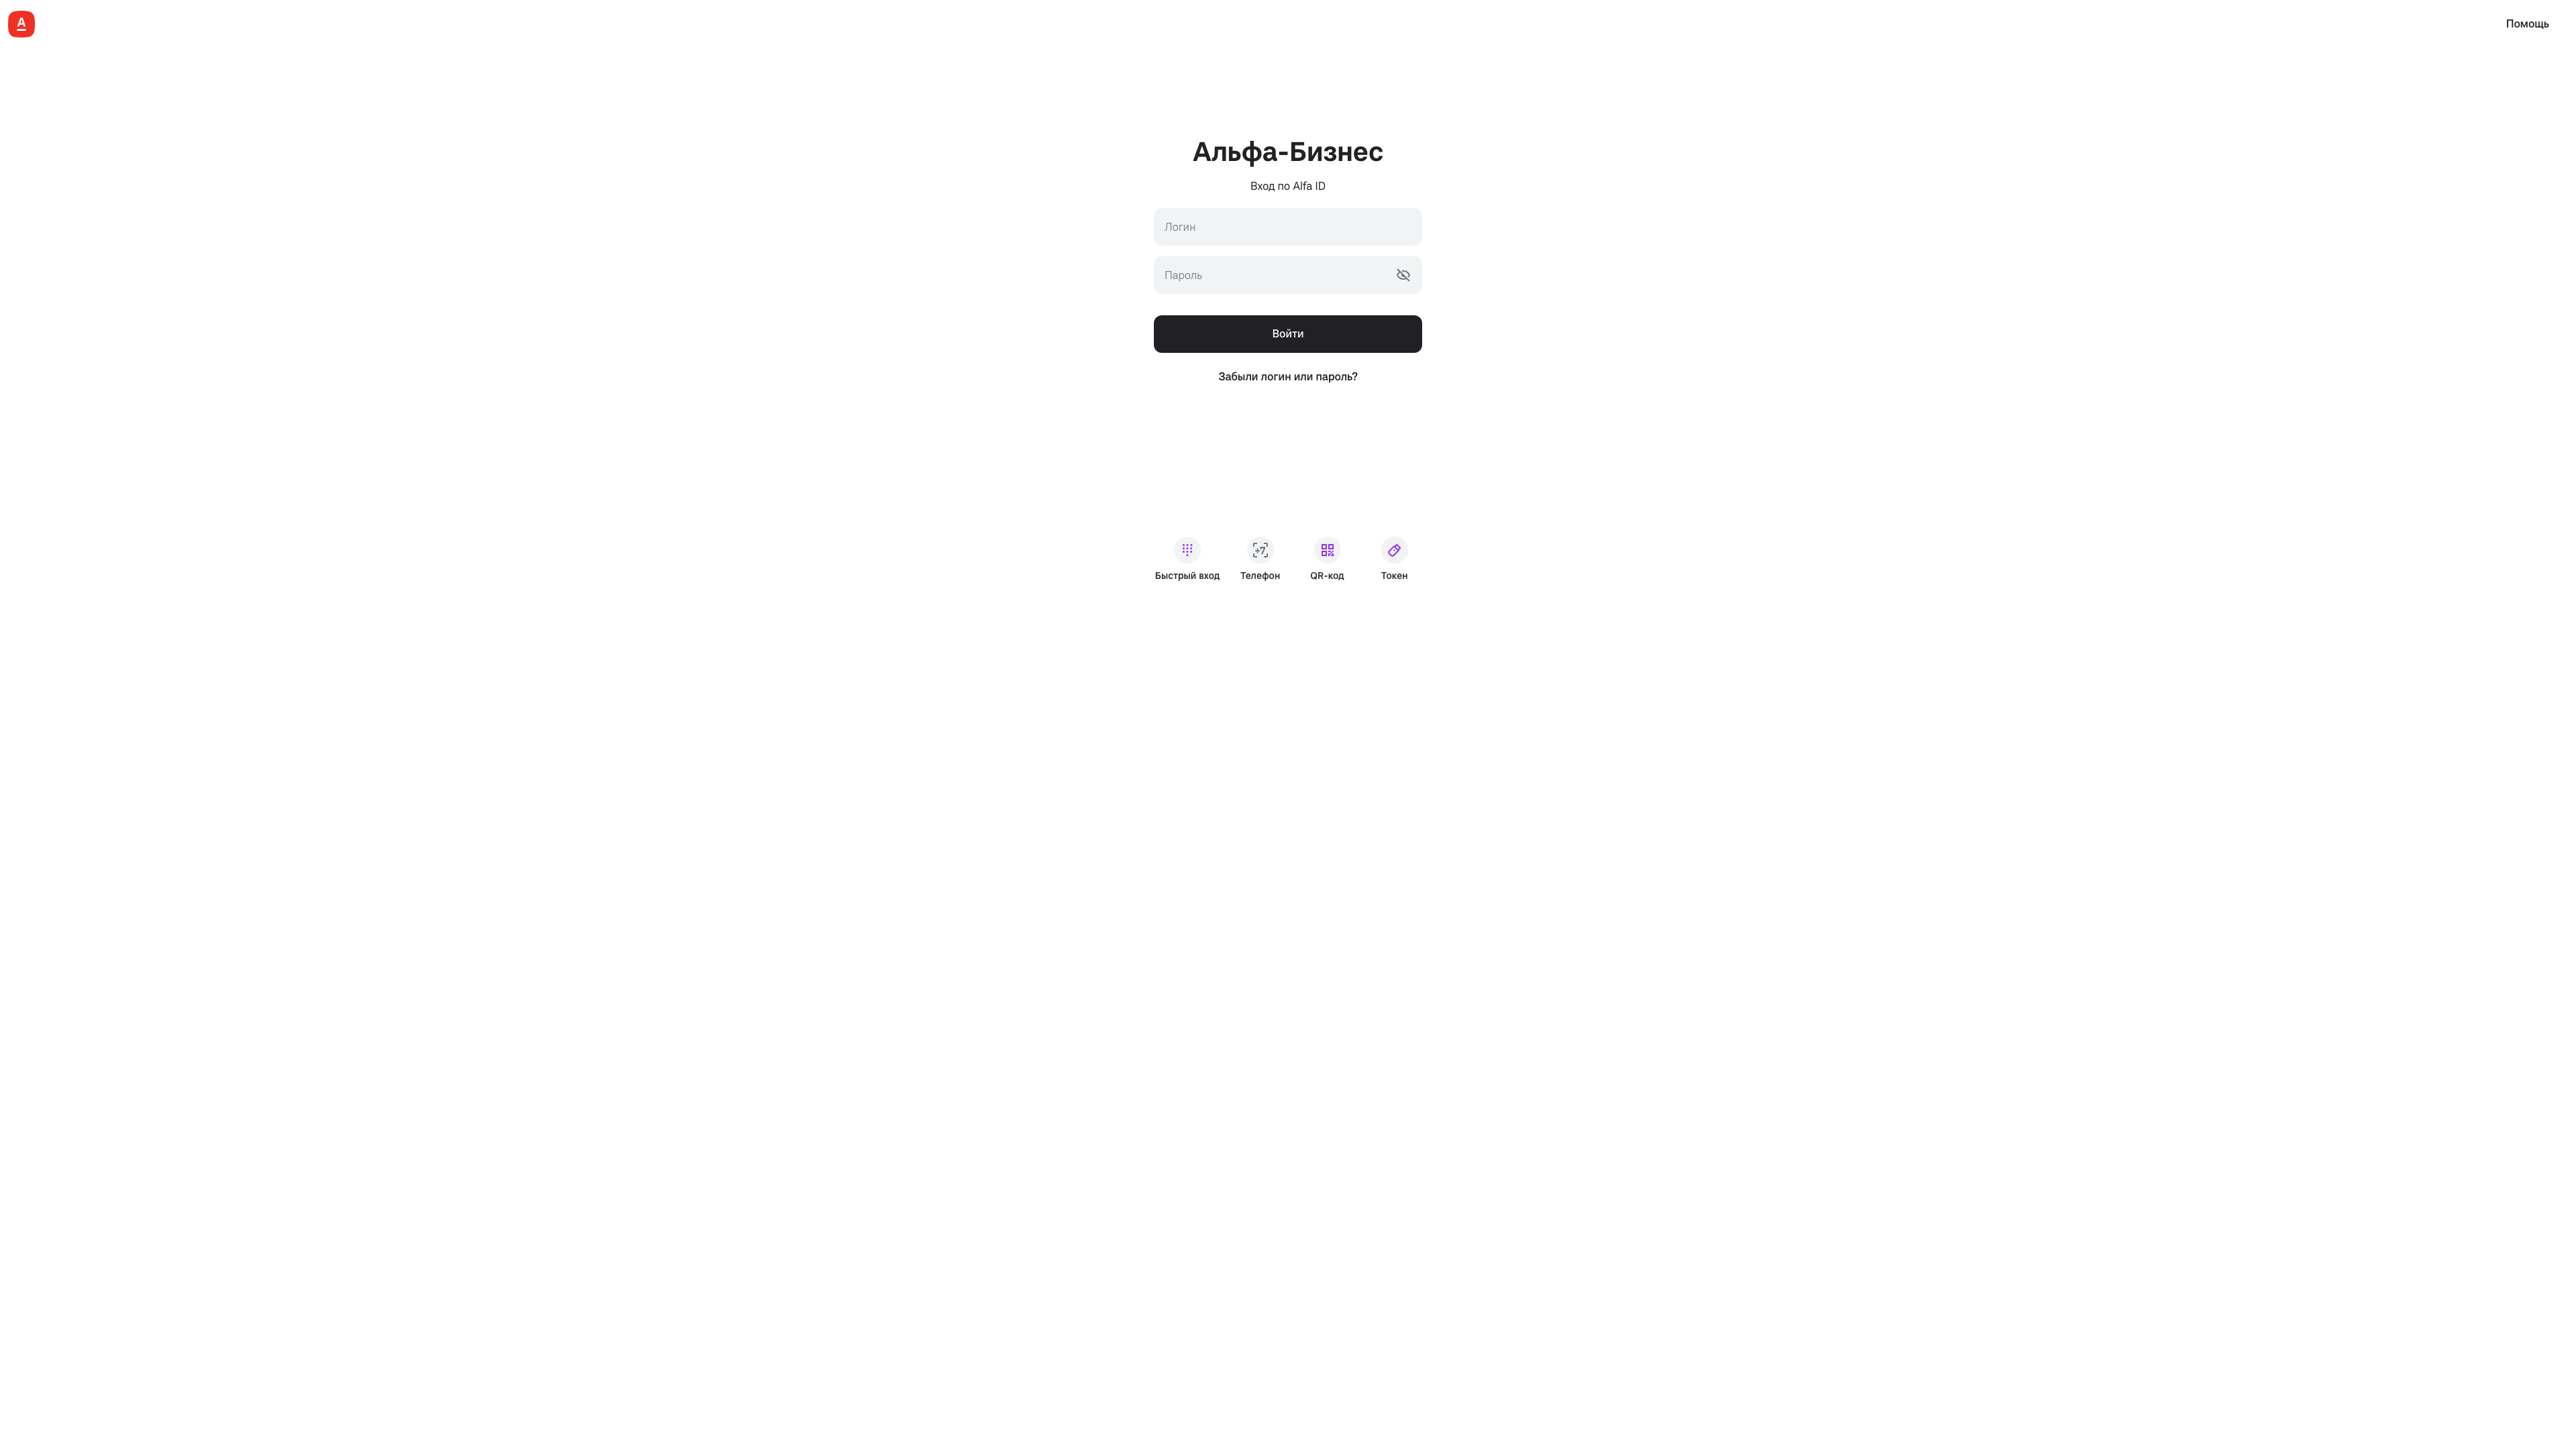 A
Помощь
Альфа-Бизнес
Вход по Alfa ID
Логин
Пароль
Войти
Забыли логин или пароль?
+7
Быстрый вход
Телефон
QR-код
Токен